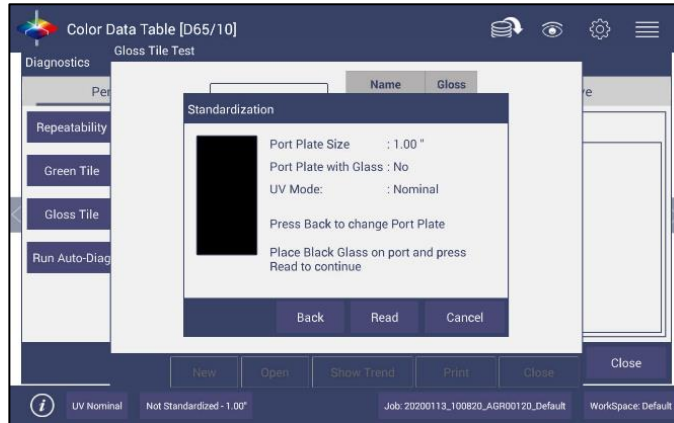 Color Data Table [D65/10]
Gloss Tile Test
Diagnostics
Name Gloss
Per
ve
Standardization
Repeatability
Green Tile
Gloss Tile
Run Auto-Diag
Port Plate Size : 1.00 "
Port Plate with Glass : No
UV Mode: : Nominal
Press Back to change Port Plate
Place Black Glass on port and press
Read to continue
Back Read Cancel
New Open Show Trend Print Close
Close
i UV Nominal Not Standardized - 1.00" Job: 20200113_100820_AGR00120_Default WorkSpace: Default